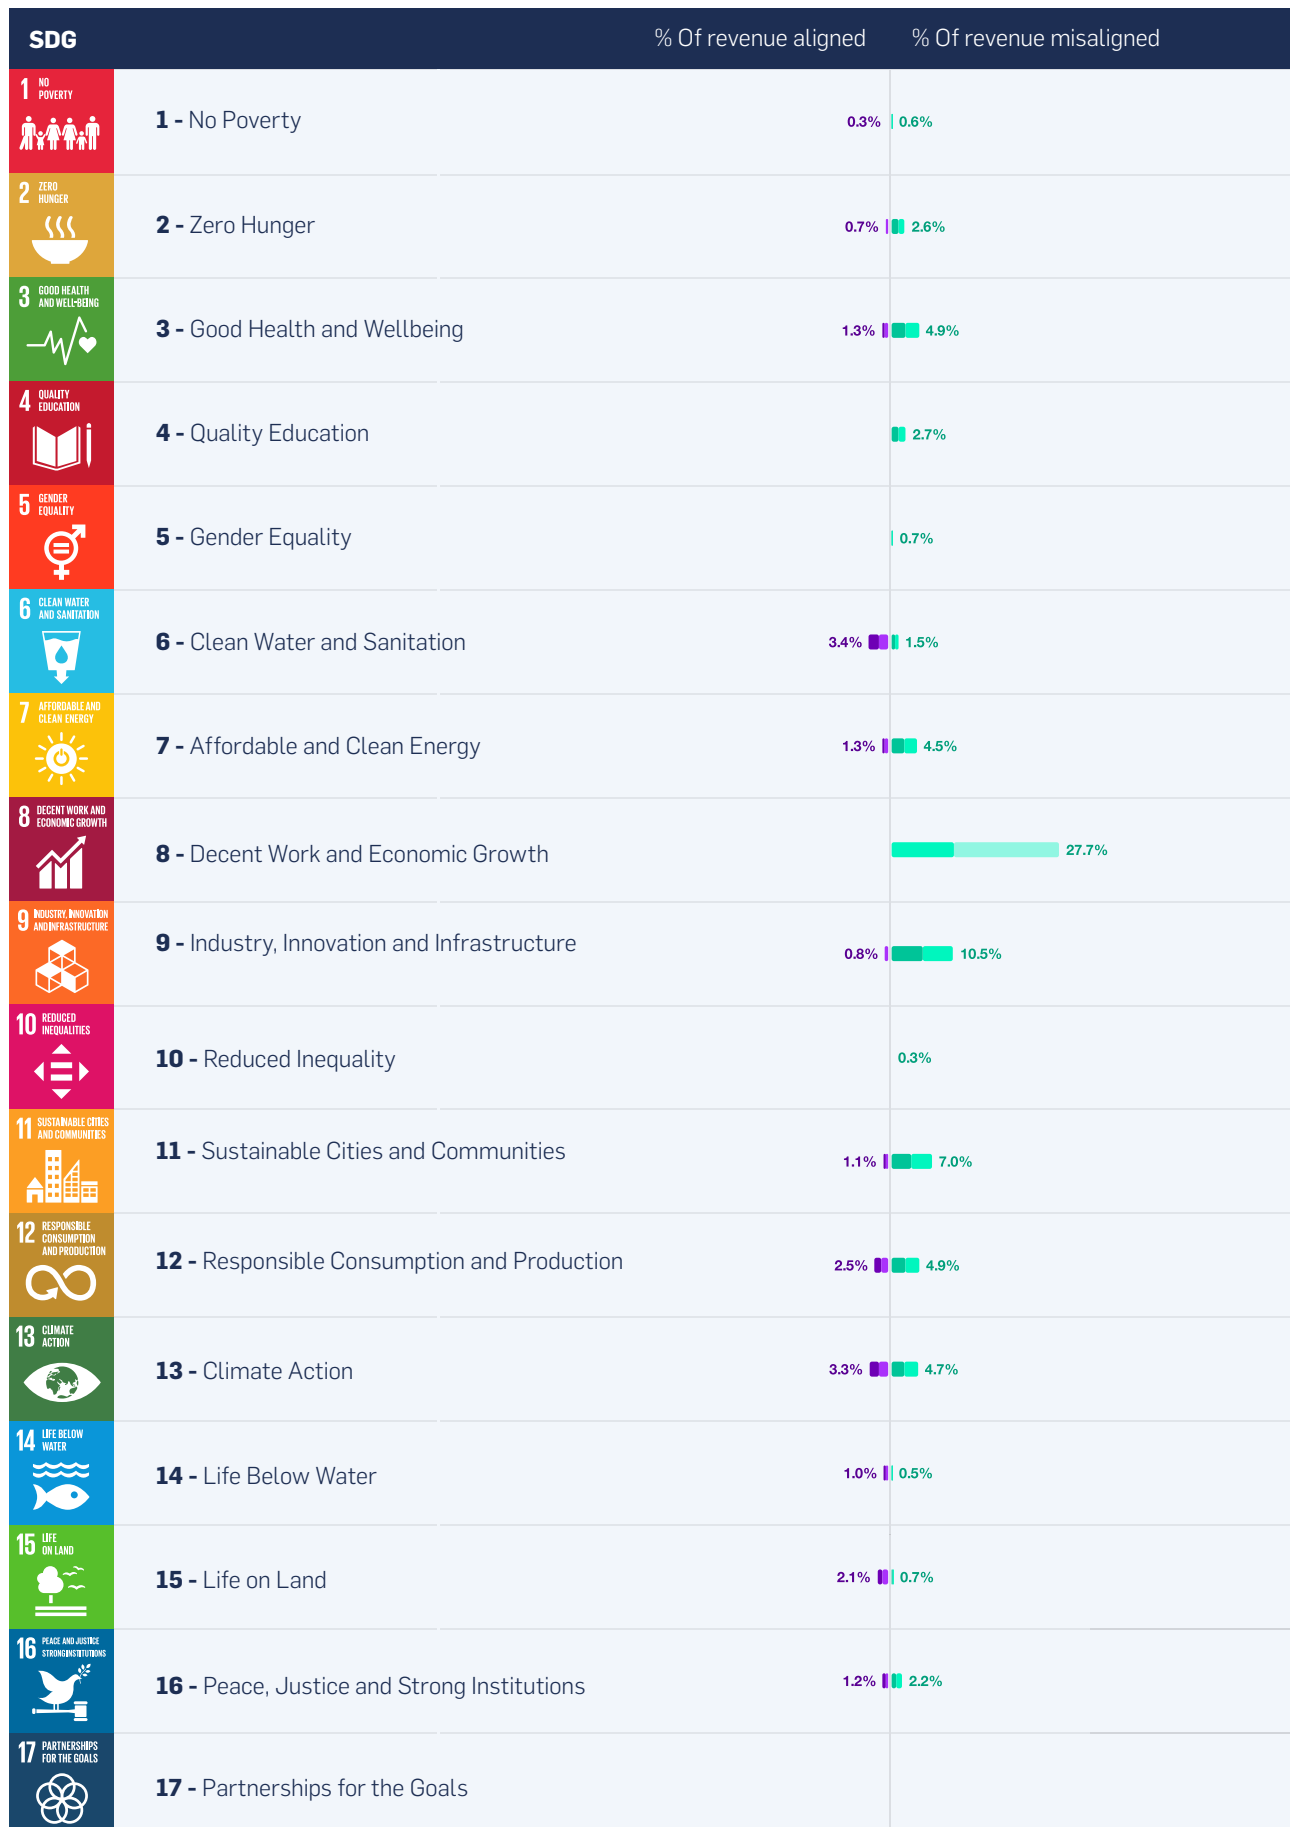 SDG % Of revenue aligned % Of revenue misaligned
1 NO
POVERTY
1 - No Poverty 0.3% 0.6%
2 ZERO
HUNGER
2 - Zero Hunger 0.7% 2.6%
3 GOOD HEALTH
AND WELL-BEING
3 - Good Health and Wellbeing 1.3% 4.9%
4 QUALITY
EDUCATION
4 - Quality Education 2.7%
5 GENDER
EQUALITY
5 - Gender Equality 0.7%
6 CLEAN WATER
AND SANITATION
6 - Clean Water and Sanitation 3.4% 1.5%
7 AFFORDABLE AND
CLEAN ENERGY
7 - Affordable and Clean Energy 1.3% 4.5%
8 DECENT WORK AND
ECONOMIC GROWTH
8 - Decent Work and Economic Growth 27.7%
9 INDUSTRY, INNOVATION
AND INFRASTRUCTURE
9 - Industry, Innovation and Infrastructure 0.8% 10.5%
10 REDUCED
INEQUALITIES
10 - Reduced Inequality 0.3%
11 SUSTAINABLE CITIES
AND COMMUNITIES
11 - Sustainable Cities and Communities 1.1% 7.0%
12 RESPONSIBLE
CONSUMPTION
AND PRODUCTION
12 - Responsible Consumption and Production 2.5% 4.9%
13 CLIMATE
ACTION
13 - Climate Action 3.3% 4.7%
14 LIFE BELOW
WATER
14 - Life Below Water 1.0% 0.5%
15 LIFE
ON LAND
15 - Life on Land 2.1% 0.7%
16 PEACE AND JUSTICE
STRONG INSTITUTIONS
16 - Peace, Justice and Strong Institutions 1.2% 2.2%
17 PARTNERSHIPS
FOR THE GOALS
17 - Partnerships for the Goals